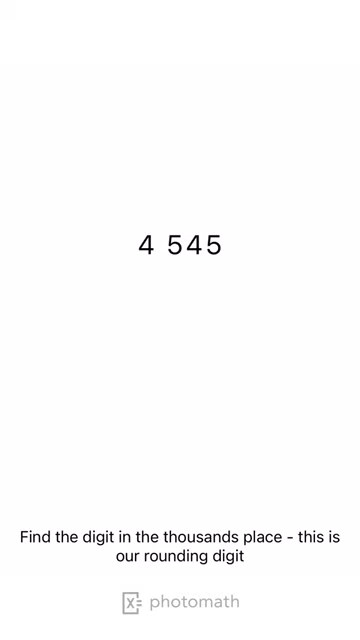 4 545
Find the digit in the thousands place - this is
our rounding digit
photomath